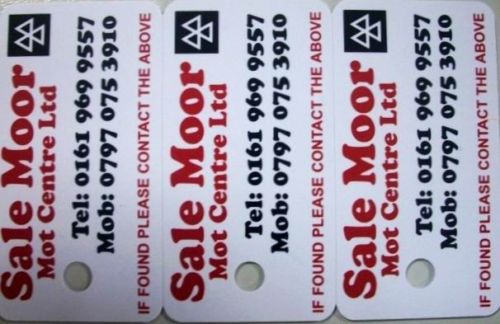 Sale Moor
Mot Centre Ltd
Tel: 0161 969 9557
Mob: 0797 075 3910
IF FOUND PLEASE CONTACT THE ABOVE
Sale Moor
Mot Centre Ltd
Tel: 0161 969 9557
Mob: 0797 075 3910
IF FOUND PLEASE CONTACT THE ABOVE
Sale Moor
Mot Centre Ltd
Tel: 0161 969 9557
Mob: 0797 075 3910
IF FOUND PLEASE CONTACT THE ABOVE